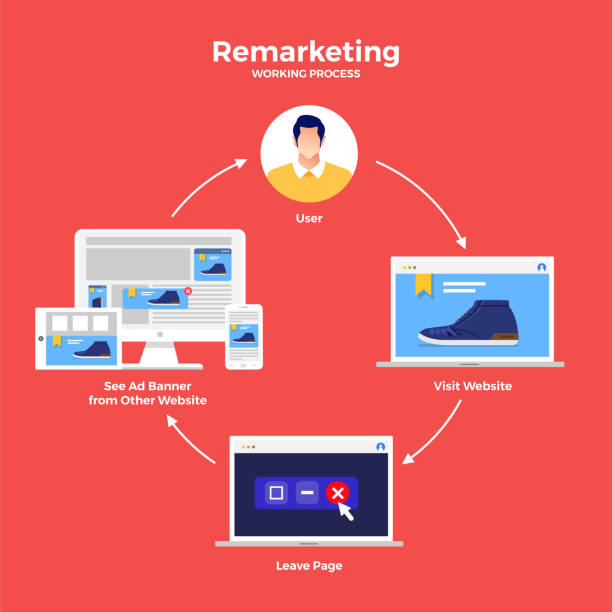 Remarketing
WORKING PROCESS
User
Visit Website
Leave Page
See Ad Banner
from Other Website